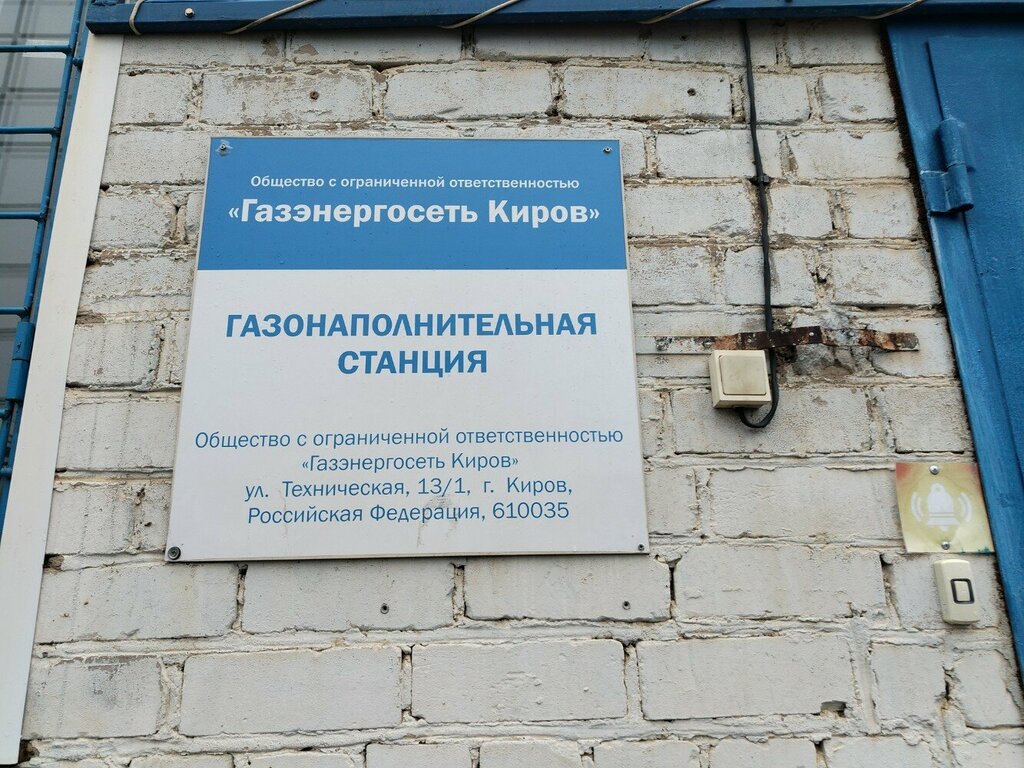 Общество с ограниченной ответственностью
«Газэнергосеть Киров»
ГАЗОНАПОЛНИТЕЛЬНАЯ
СТАНЦИЯ
Общество с ограниченной ответственностью
«Газэнергосеть Киров»
ул. Техническая, 13/1, г. Киров,
Российская Федерация, 610035